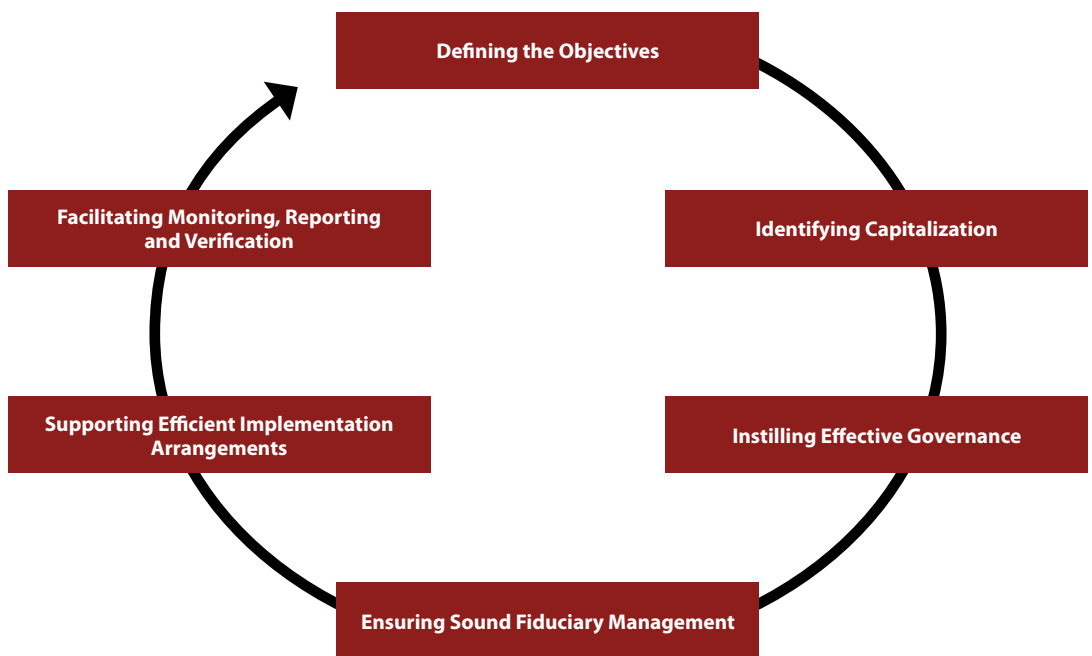 Defining the Objectives
Identifying Capitalization
Instilling Effective Governance
Ensuring Sound Fiduciary Management
Supporting Efficient Implementation
Arrangements
Facilitating Monitoring, Reporting
and Verification